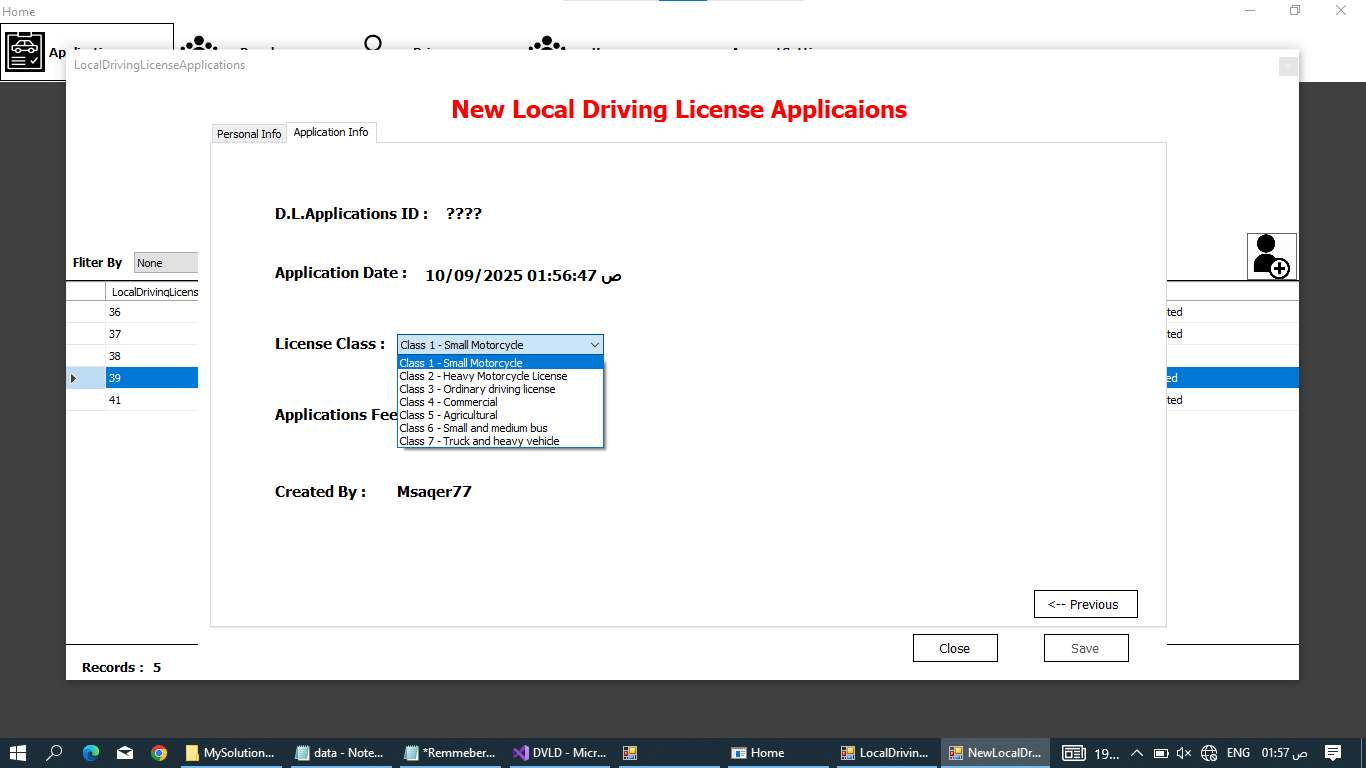 Home
LocalDrivingLicenseApplications
New Local Driving License Applicaions
Personal Info
Application Info
D.L.Applications ID : ????
Application Date : 10/09/2025 01:56:47 ص
Fliter By None
LocalDrivingLicens
36 ted
37 ted
38
39 ed
41 ted
License Class : Class 1 - Small Motorcycle
Class 1 - Small Motorcycle
Class 2 - Heavy Motorcycle License
Class 3 - Ordinary driving license
Class 4 - Commercial
Class 5 - Agricultural
Class 6 - Small and medium bus
Class 7 - Truck and heavy vehicle
Applications Fee
Created By : Msaqer77
<-- Previous
Close
Save
Records : 5
MySolution... data - Note... *Remmeber... DVLD - Micr... Home LocalDrivin... NewLocalDr... 19... ENG 01:57 ص